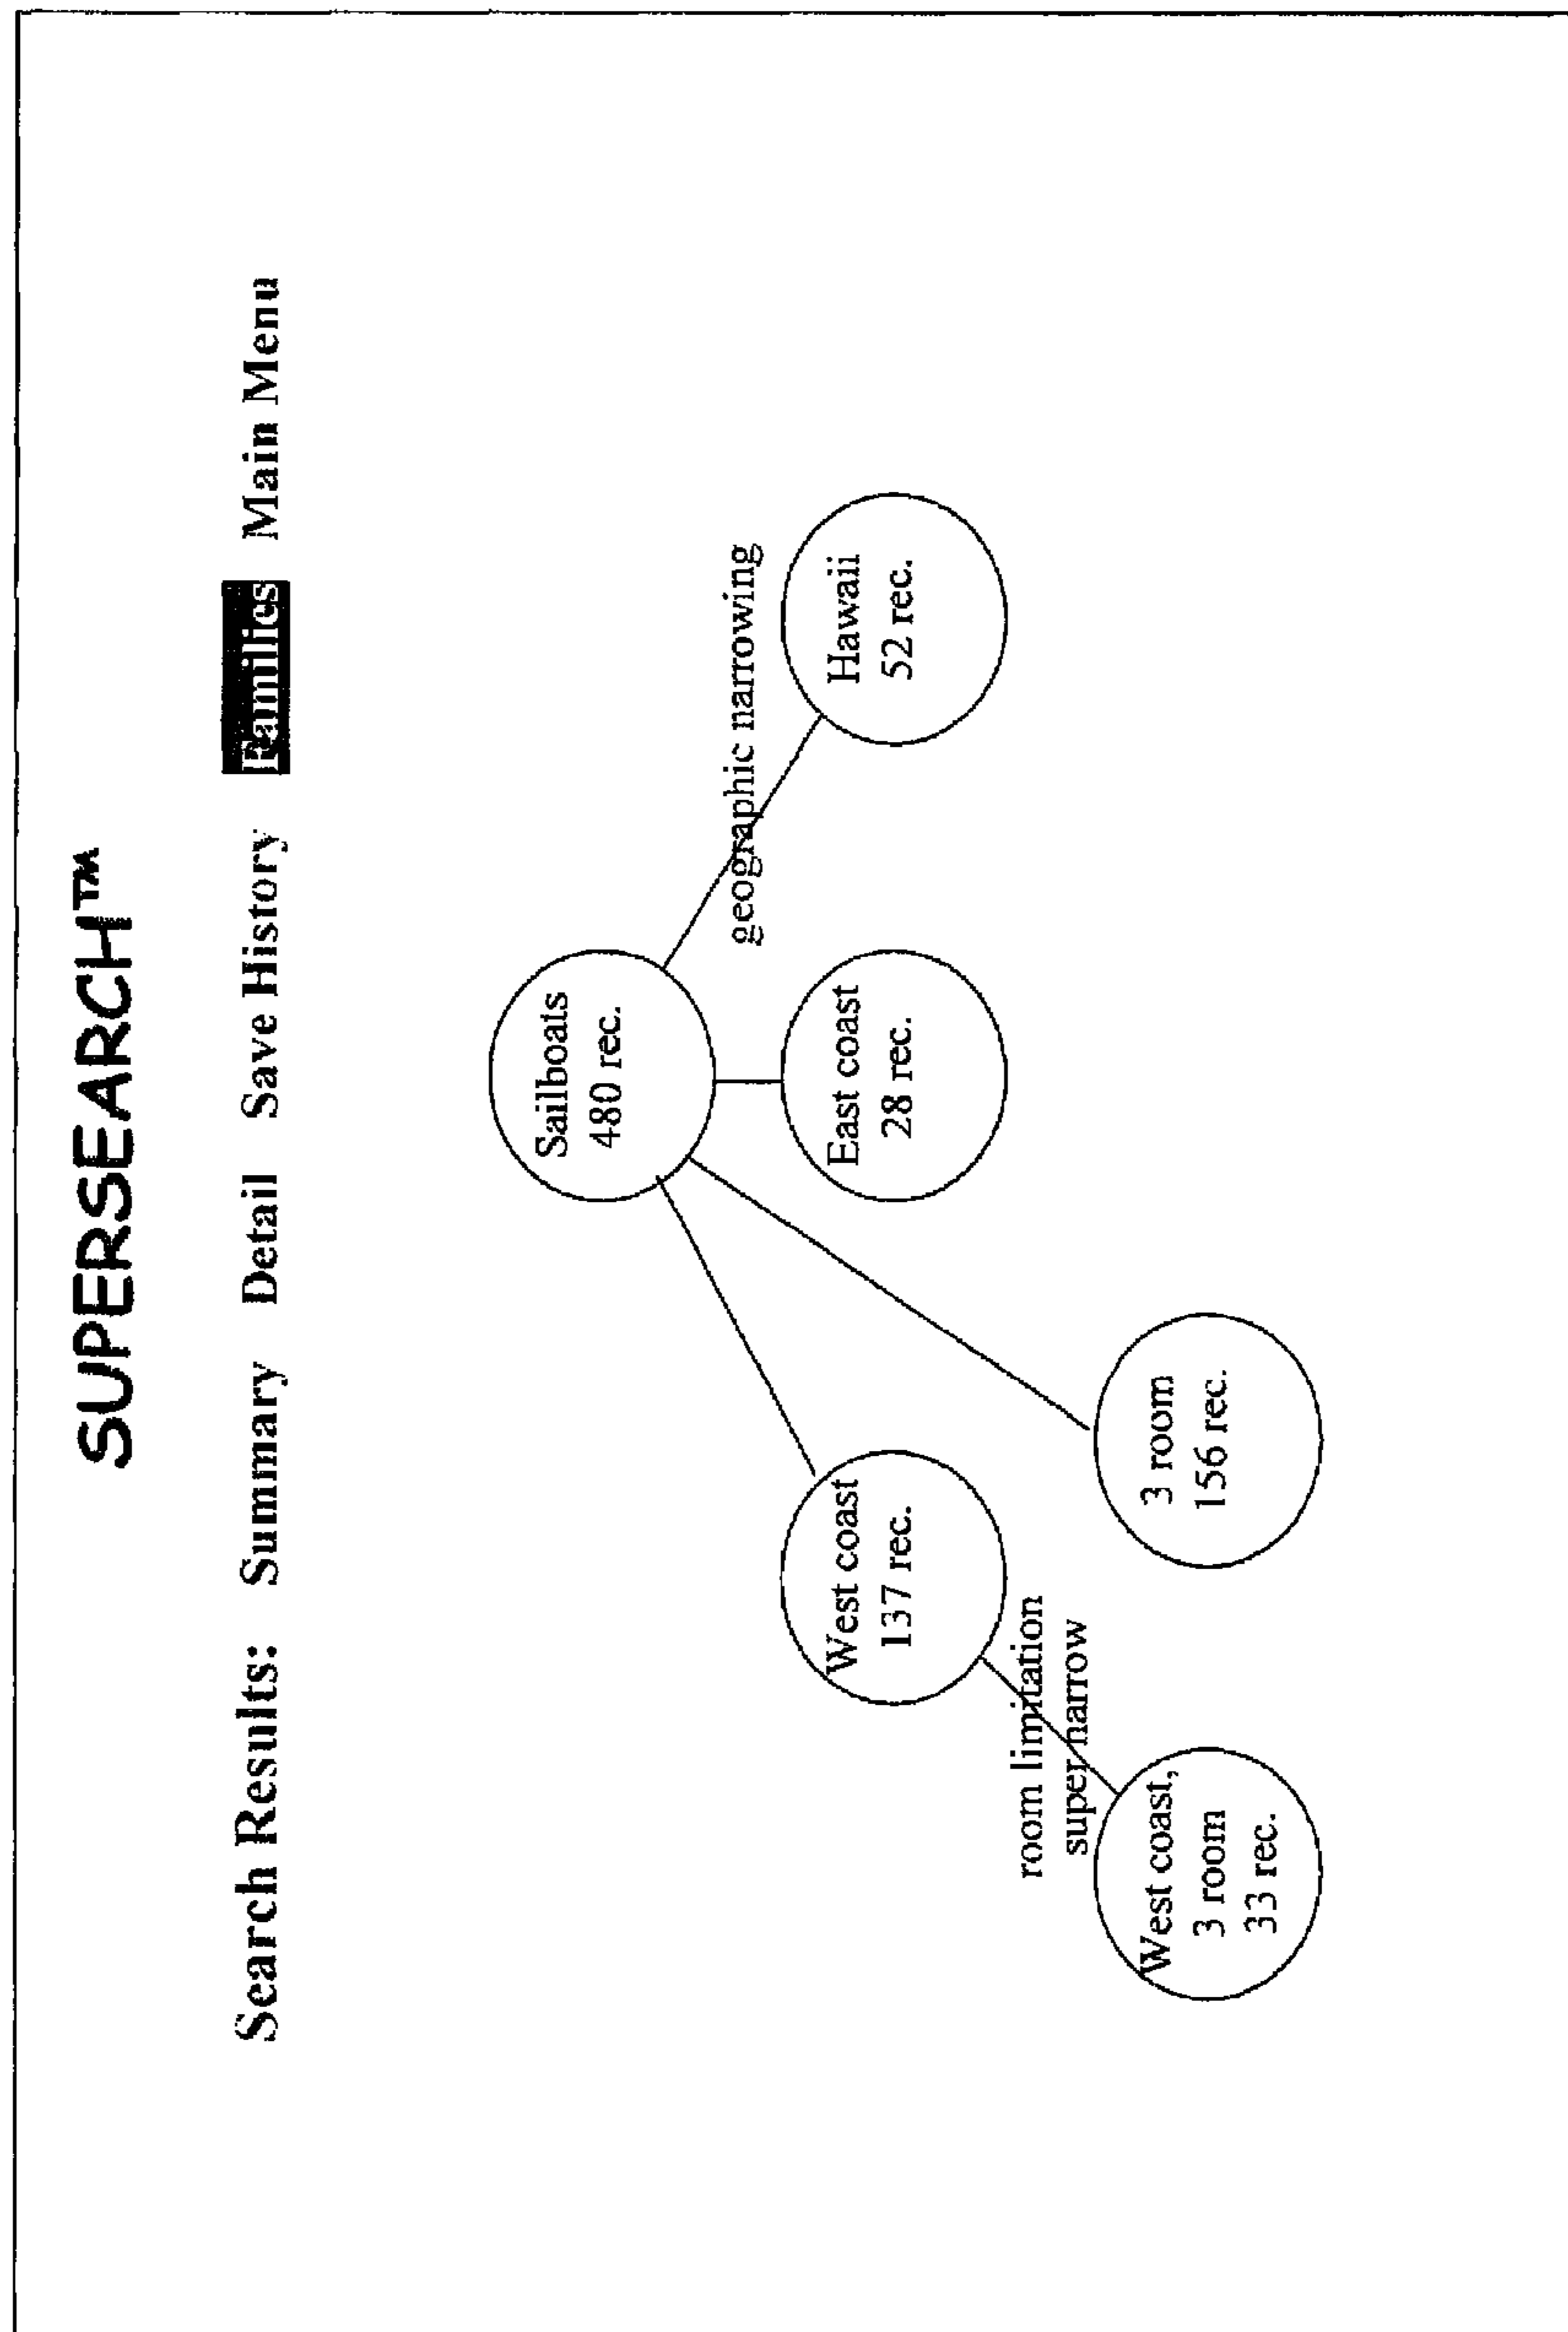 SUPERSEARCH™
Search Results: Summary Detail Save History Families Main Menu
Sailboats
480 rec.
geographic narrowing
West coast
137 rec.
East coast
28 rec.
Hawaii
52 rec.
room limitation
super narrow
West coast,
3 room
33 rec.
3 room
156 rec.